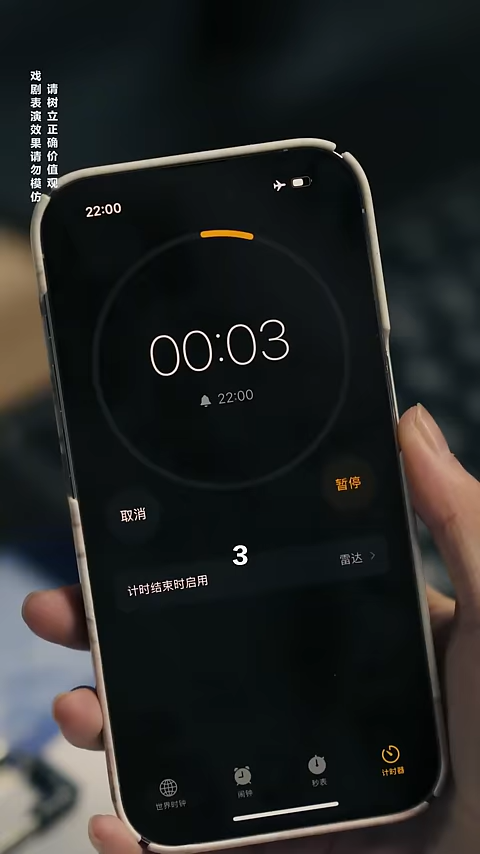 请树立正确价值观
戏剧表演效果请勿模仿
22:00
00:03
22:00
取消
暂停
3
计时结束时启用
雷达
世界时钟
闹钟
秒表
计时器